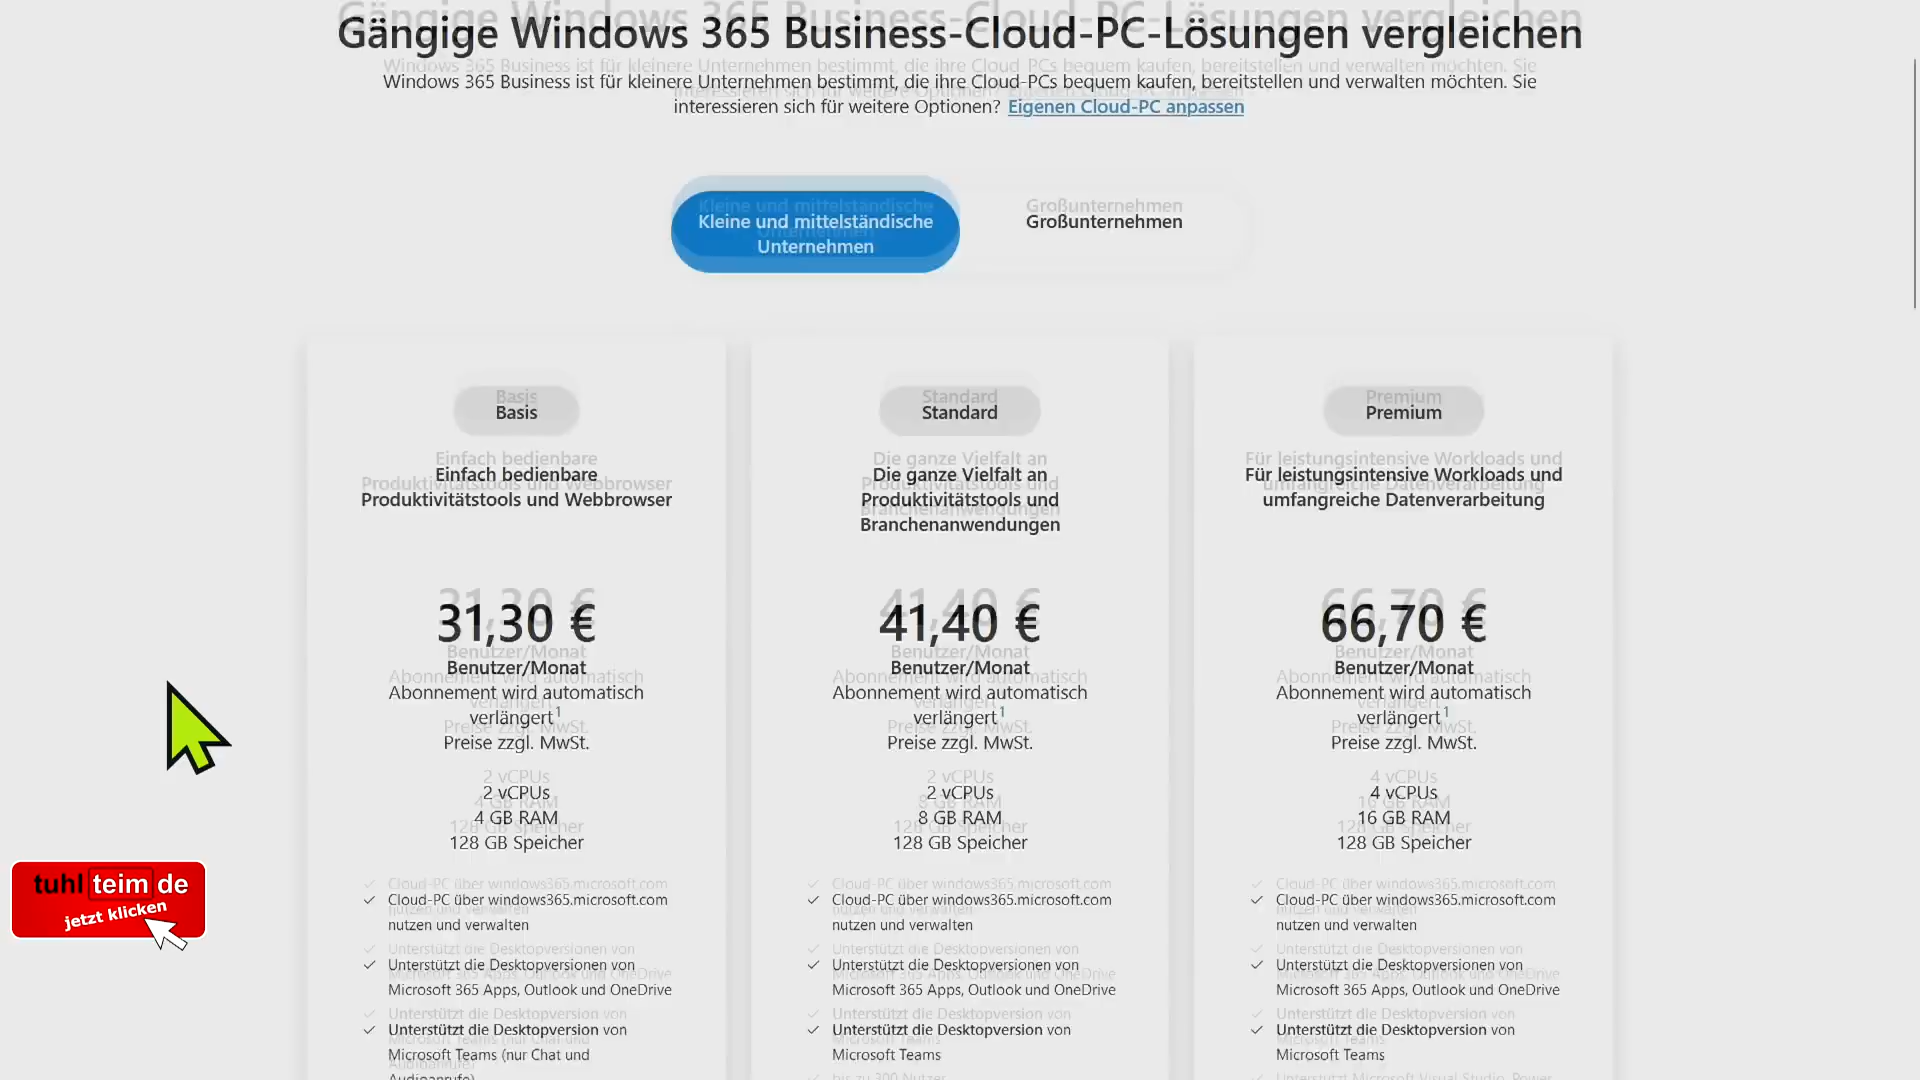 Gängige Windows 365 Business-Cloud-PC-Lösungen vergleichen
Windows 365 Business ist für kleinere Unternehmen bestimmt, die ihre Cloud-PCs bequem kaufen, bereitstellen und verwalten möchten. Sie
interessieren sich für weitere Optionen? Eigenen Cloud-PC anpassen
Kleine und mittelständische
Unternehmen
Großunternehmen
Basis
Einfach bedienbare
Produktivitätstools und Webbrowser
31,30 €
Benutzer/Monat
Abonnement wird automatisch
verlängert1
Preise zzgl. MwSt.
2 vCPUs
4 GB RAM
128 GB Speicher
Cloud-PC über windows365.microsoft.com
nutzen und verwalten
Unterstützt die Desktopversionen von
Microsoft 365 Apps, Outlook und OneDrive
Unterstützt die Desktopversion von
Microsoft Teams (nur Chat und
Audioanrufe)
Standard
Die ganze Vielfalt an
Produktivitätstools und
Branchenanwendungen
41,40 €
Benutzer/Monat
Abonnement wird automatisch
verlängert1
Preise zzgl. MwSt.
2 vCPUs
8 GB RAM
128 GB Speicher
Cloud-PC über windows365.microsoft.com
nutzen und verwalten
Unterstützt die Desktopversionen von
Microsoft 365 Apps, Outlook und OneDrive
Unterstützt die Desktopversion von
Microsoft Teams
bis zu 300 Nutzer
Premium
Für leistungsintensive Workloads und
umfangreiche Datenverarbeitung
66,70 €
Benutzer/Monat
Abonnement wird automatisch
verlängert1
Preise zzgl. MwSt.
4 vCPUs
16 GB RAM
128 GB Speicher
Cloud-PC über windows365.microsoft.com
nutzen und verwalten
Unterstützt die Desktopversionen von
Microsoft 365 Apps, Outlook und OneDrive
Unterstützt die Desktopversion von
Microsoft Teams
Unterstützt Microsoft Visual Studio, Power
tuhl teim de
jetzt klicken